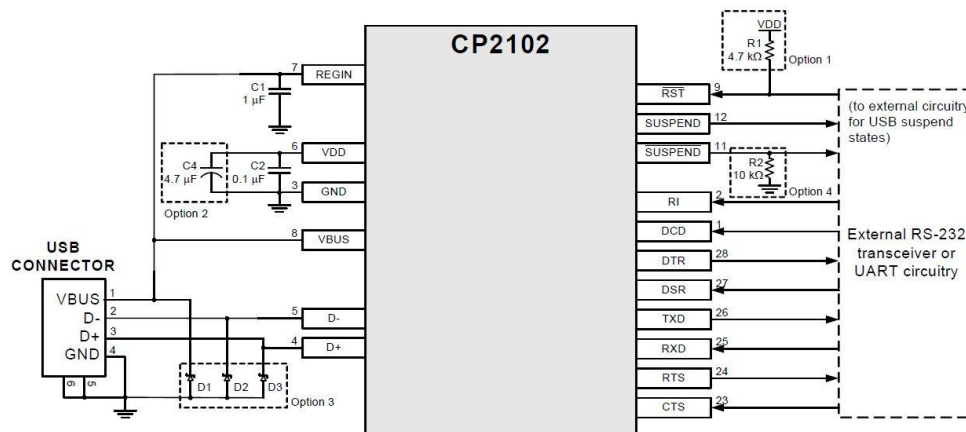 CP2102
VDD
R1
4.7 kΩ
Option 1
7
REGIN
C1
1 μF
RST
9
SUSPEND
12
SUSPEND
11
(to external circuitry
for USB suspend
states)
R2
10 kΩ
Option 4
6
VDD
C4
4.7 μF
C2
0.1 μF
3
GND
Option 2
8
VBUS
RI
2
DCD
1
DTR
28
DSR
27
TXD
26
RXD
25
RTS
24
CTS
23
External RS-232
transceiver or
UART circuitry
USB
CONNECTOR
VBUS
1
D-
2
D+
3
GND
4
6
5
5
D-
4
D+
D1
D2
D3
Option 3